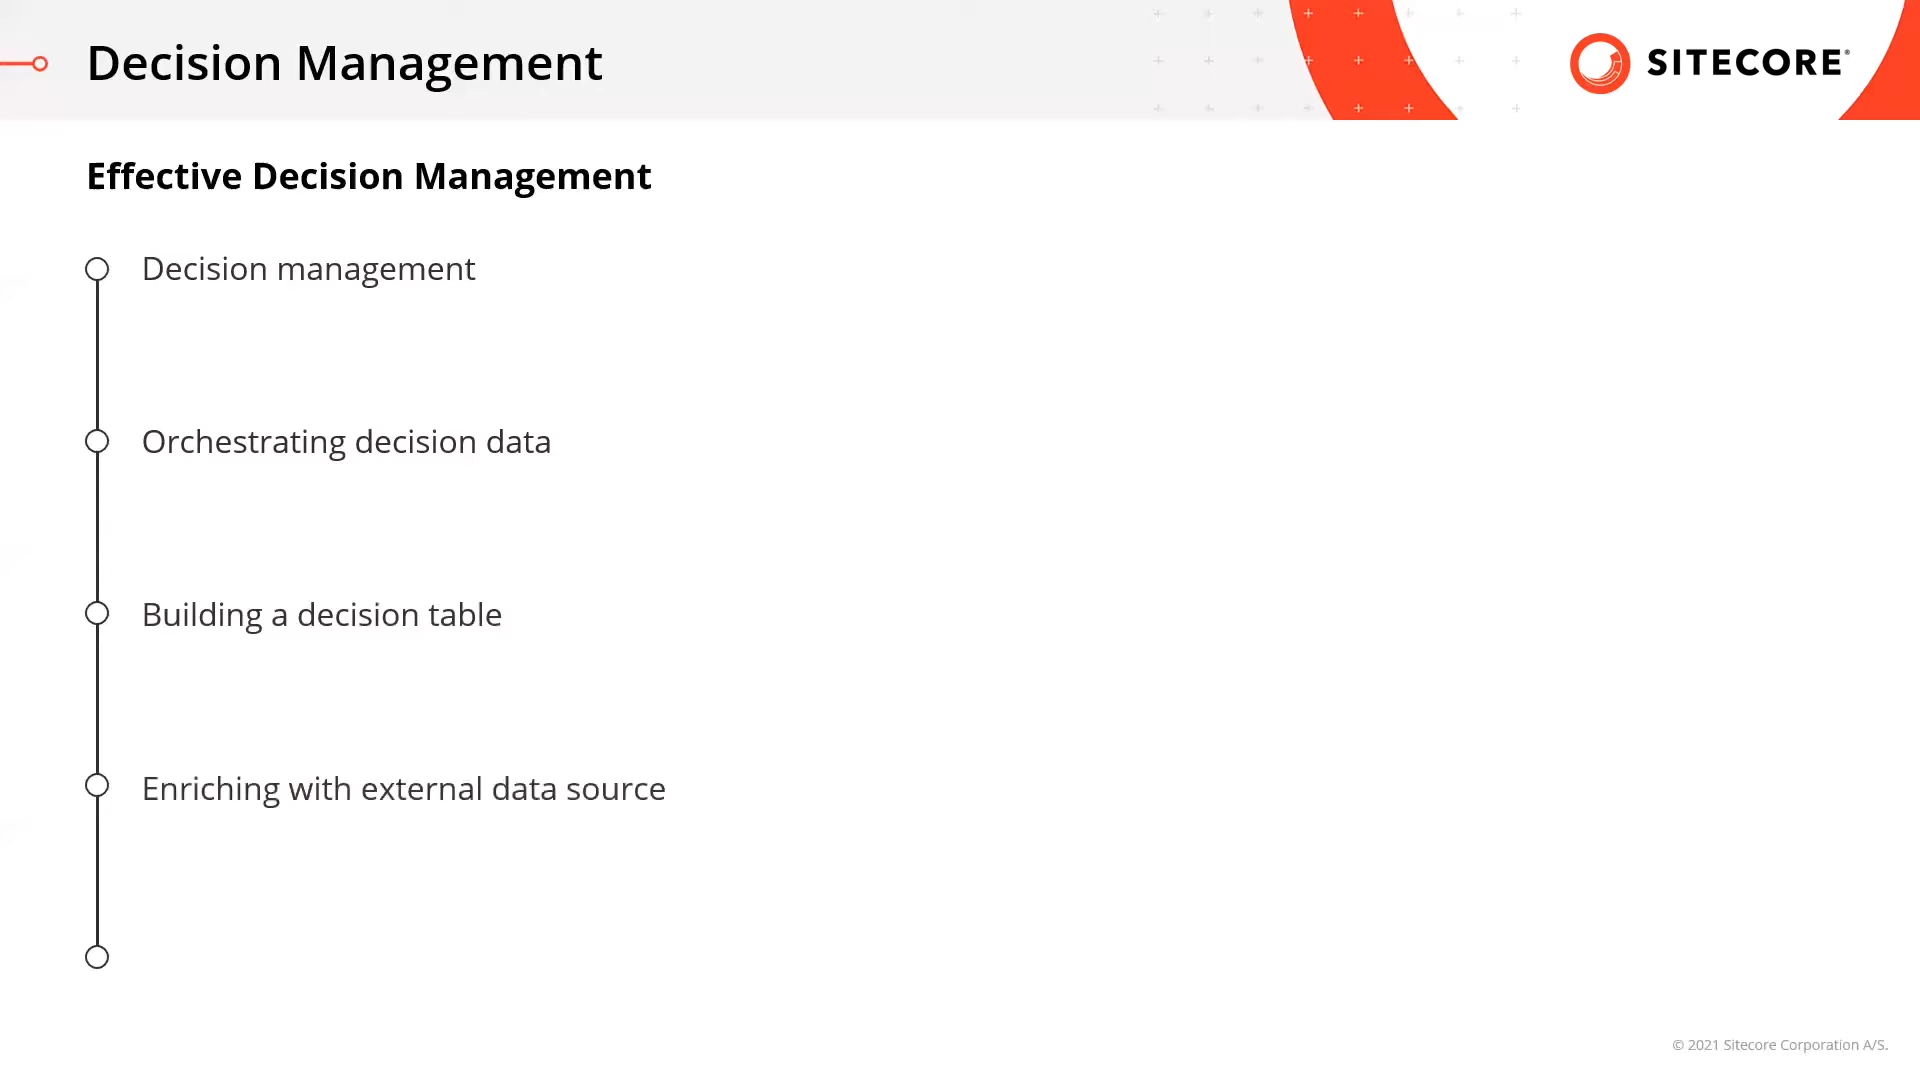 Decision Management
SITECORE®
Effective Decision Management
Decision management
Orchestrating decision data
Building a decision table
Enriching with external data source
© 2021 Sitecore Corporation A/S.